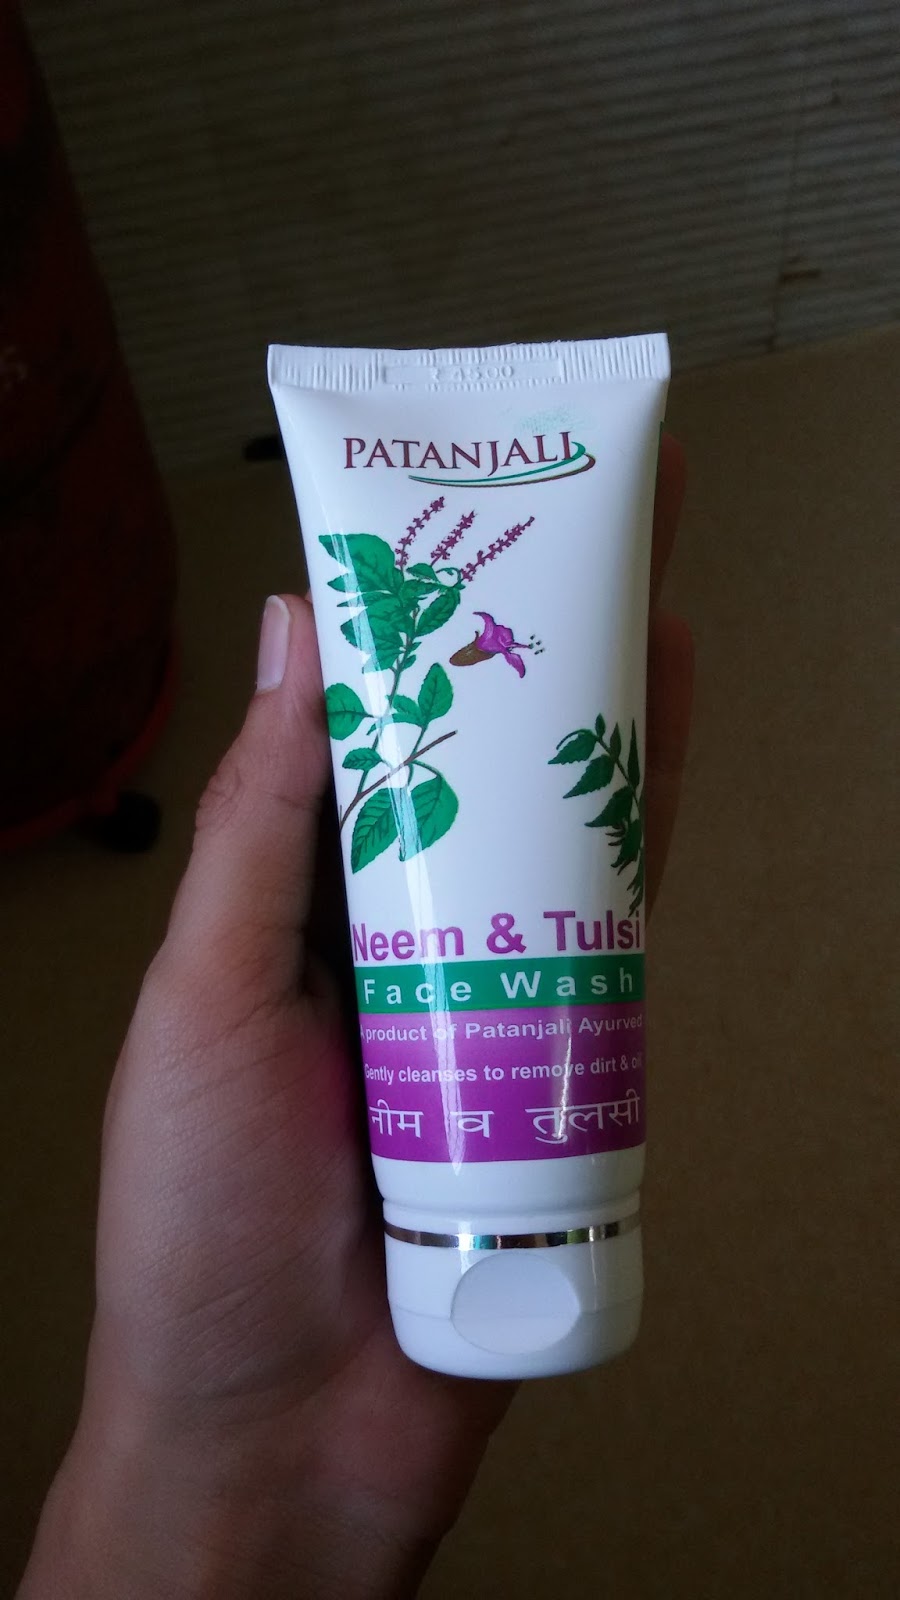 ₹ 45.00
PATANJALI
Neem & Tulsi
Face Wash
A product of Patanjali Ayurved
Gently cleanses to remove dirt & oil
नीम व तुलसी